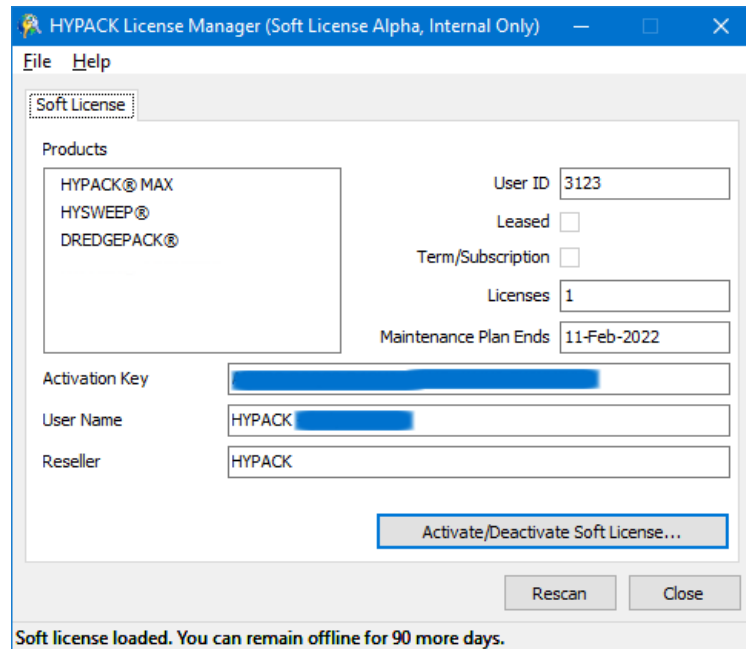 HYPACK License Manager (Soft License Alpha, Internal Only)
File Help
Soft License
Products
HYPACK® MAX
HYSWEEP®
DREDGEPACK®
User ID 3123
Leased
Term/Subscription
Licenses 1
Maintenance Plan Ends 11-Feb-2022
Activation Key
User Name HYPACK
Reseller HYPACK
Activate/Deactivate Soft License...
Rescan Close
Soft license loaded. You can remain offline for 90 more days.